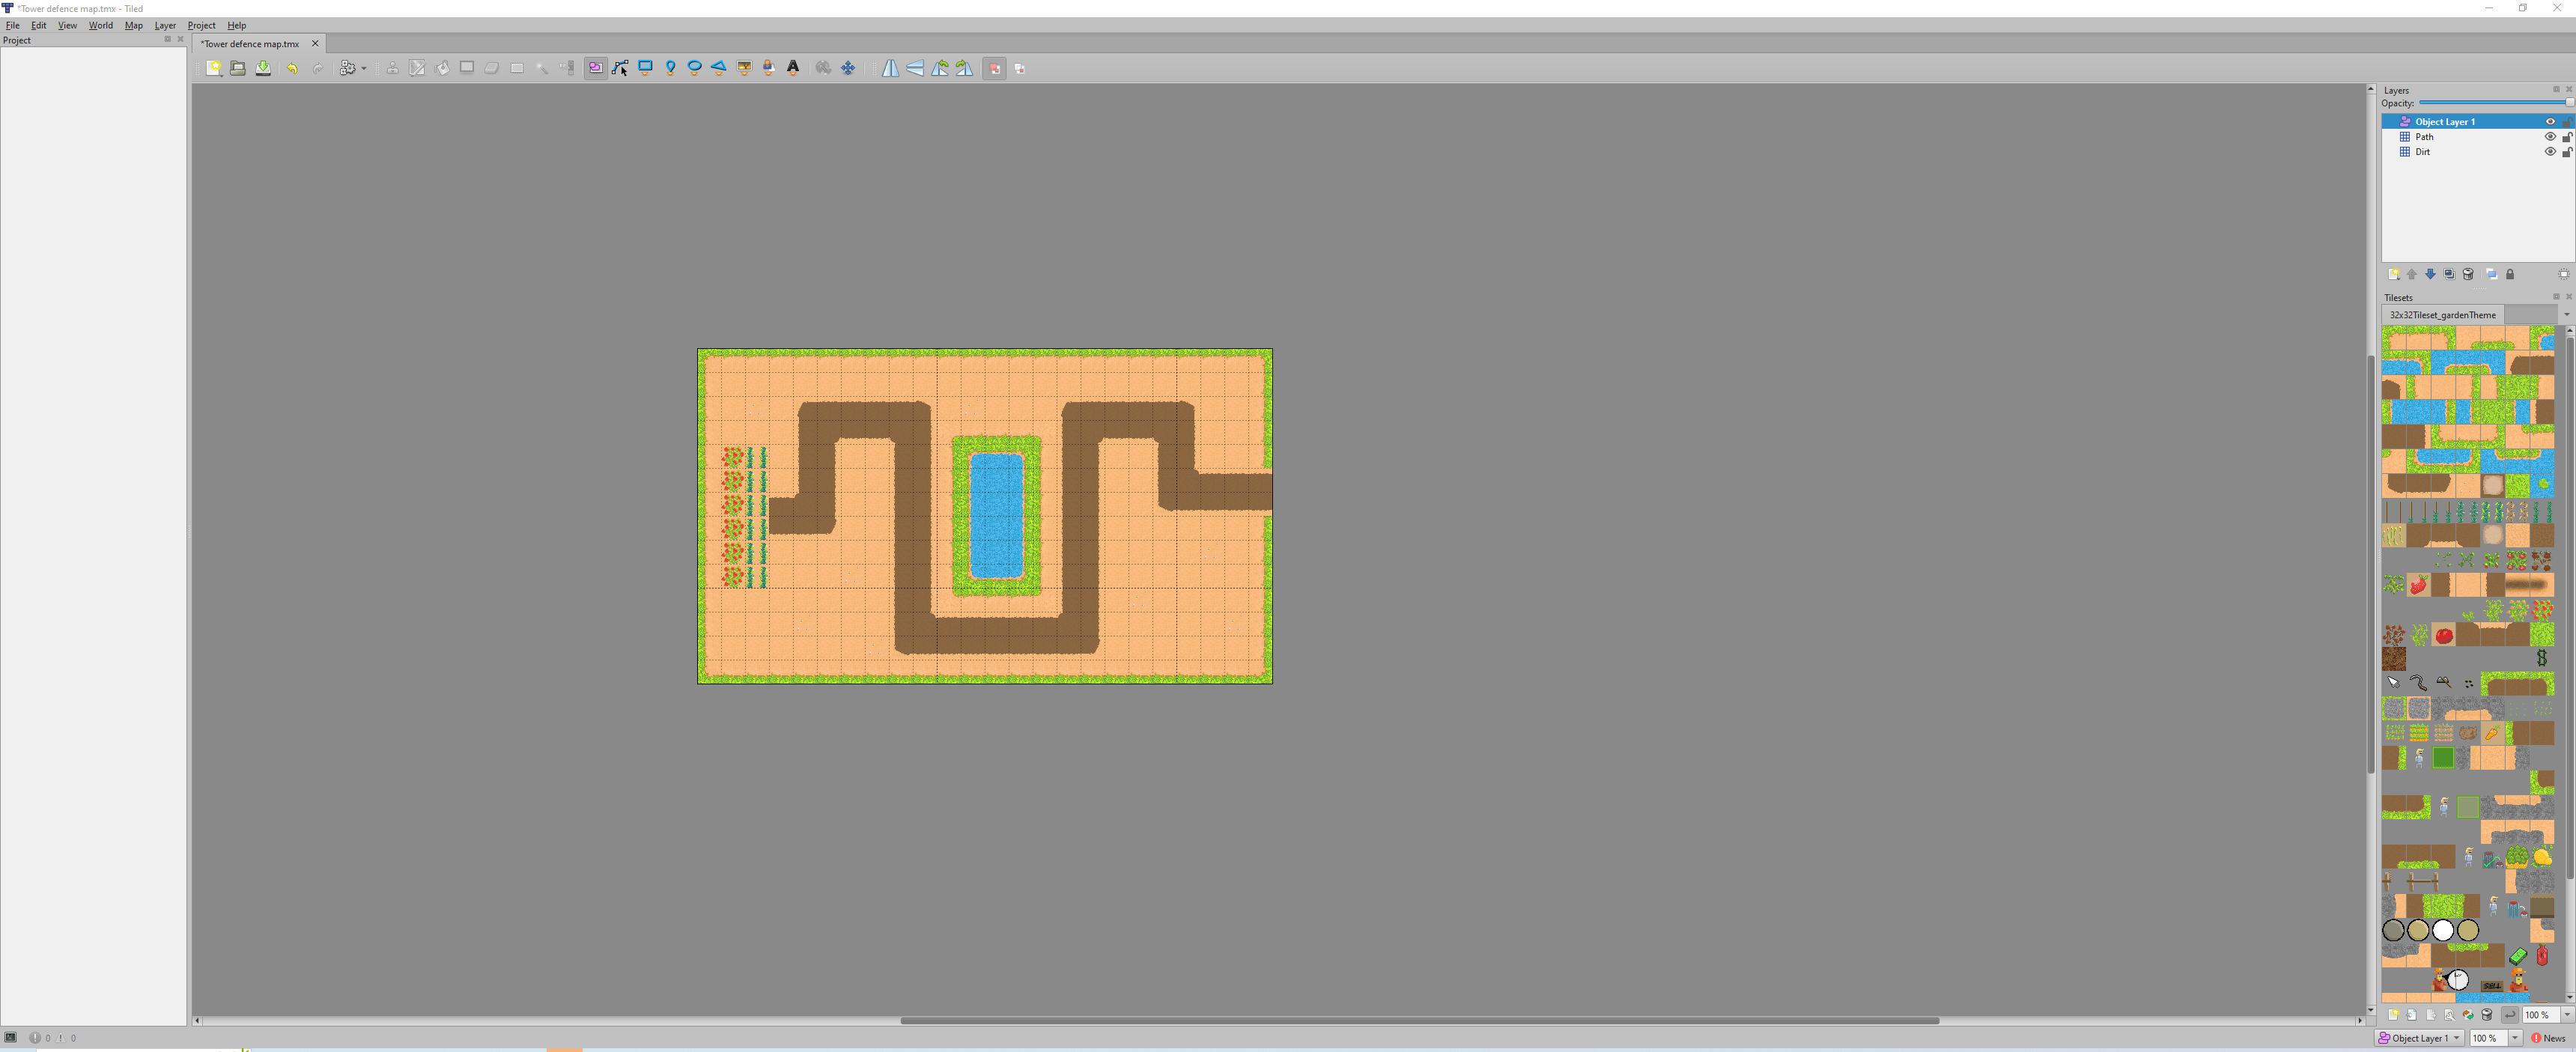 *Tower defence map.tmx - Tiled
File Edit View World Map Layer Project Help
Project
*Tower defence map.tmx
Layers
Opacity:
Object Layer 1
Path
Dirt
Tilesets
32x32Tileset_gardenTheme
SELL
100 %
0 0
Object Layer 1 100 % News